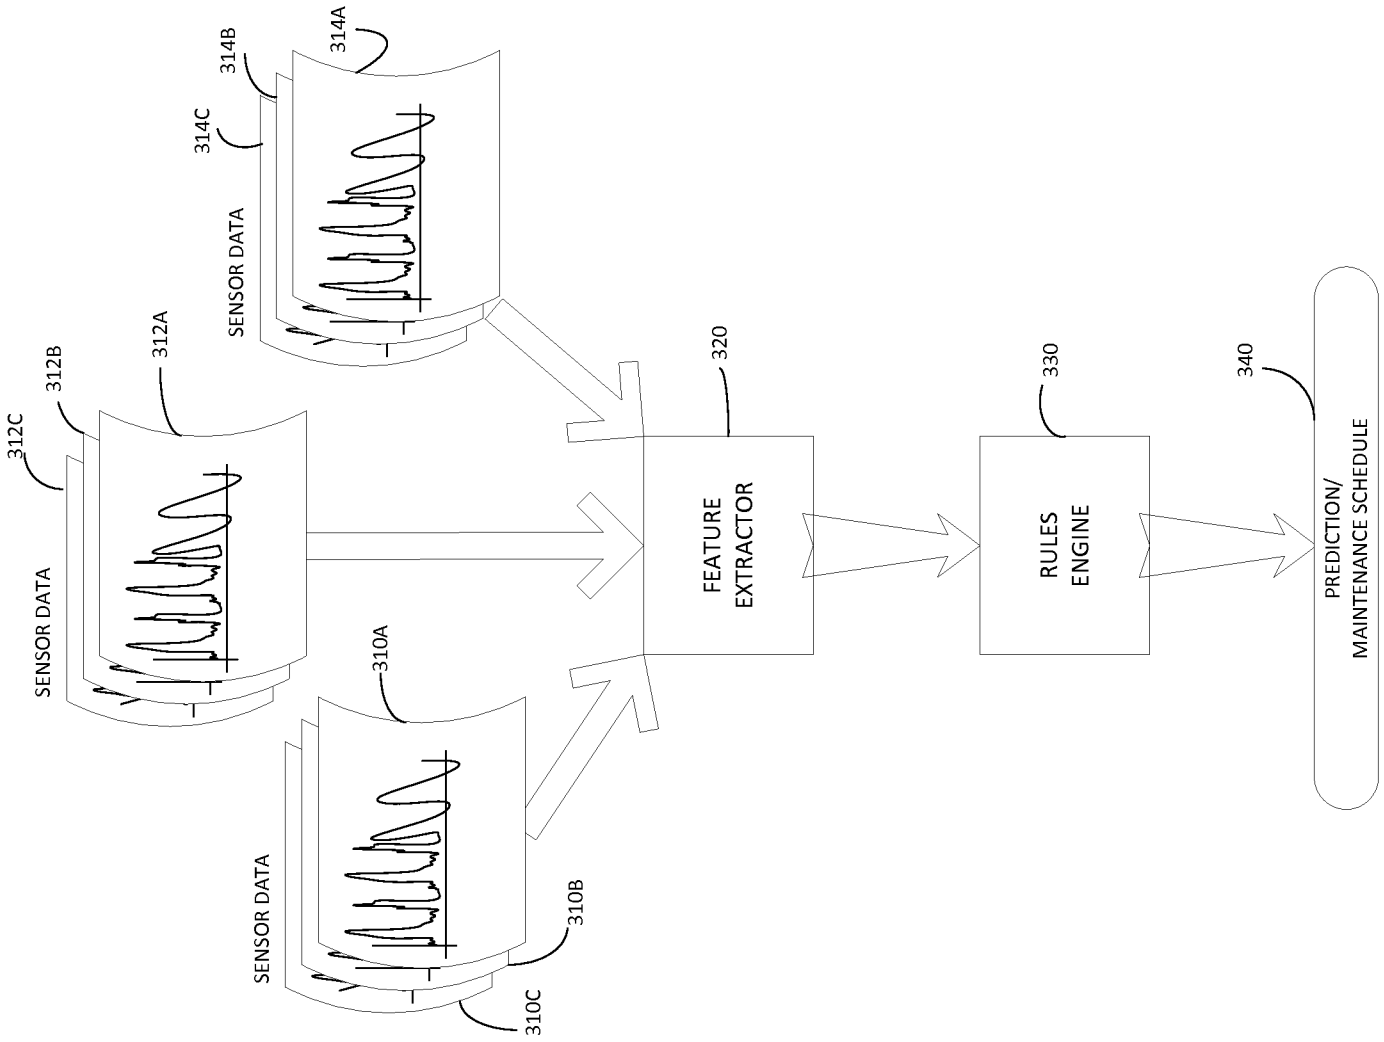 SENSOR DATA
312C
312B
312A
SENSOR DATA
310A
310B
310C
SENSOR DATA
314C
314B
314A
FEATURE
EXTRACTOR
320
RULES
ENGINE
330
PREDICTION/
MAINTENANCE SCHEDULE
340